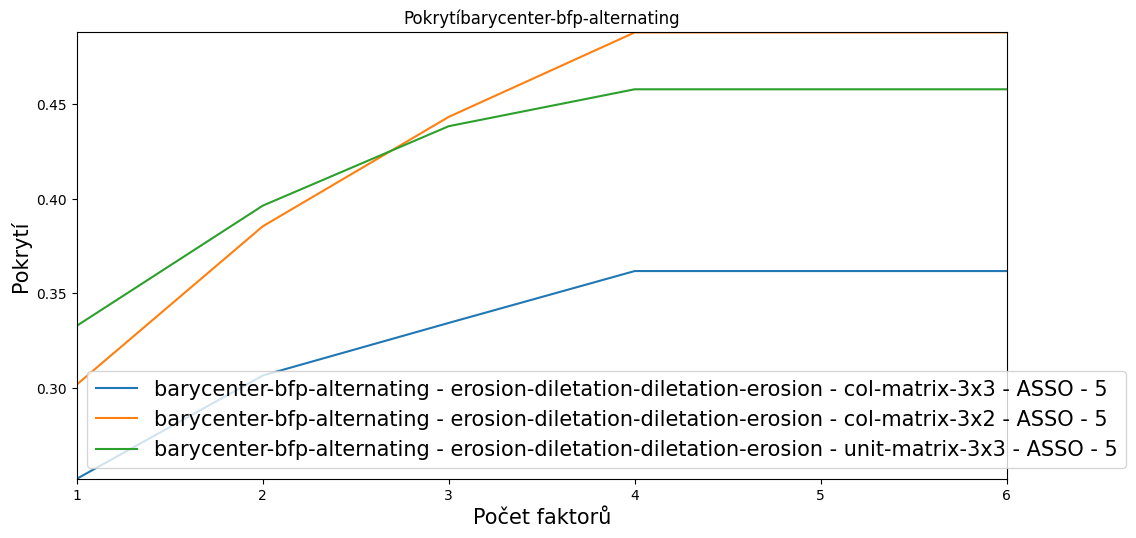 Pokrytíbarycenter-bfp-alternating
0.45
0.40
0.35
0.30
Pokrytí
barycenter-bfp-alternating - erosion-diletation-diletation-erosion - col-matrix-3x3 - ASSO - 5
barycenter-bfp-alternating - erosion-diletation-diletation-erosion - col-matrix-3x2 - ASSO - 5
barycenter-bfp-alternating - erosion-diletation-diletation-erosion - unit-matrix-3x3 - ASSO - 5
1 2 3 4 5 6
Počet faktorů